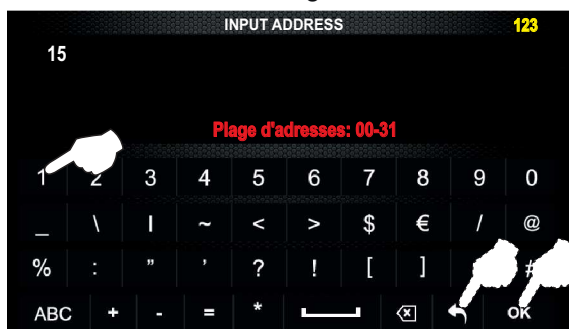 INPUT ADDRESS 123
15
Plage d'adresses: 00-31
1 2 3 4 5 6 7 8 9 0
_ \ | ~ < > $ € / @
% : " ' ? ! [ ] #
ABC + - = * OK